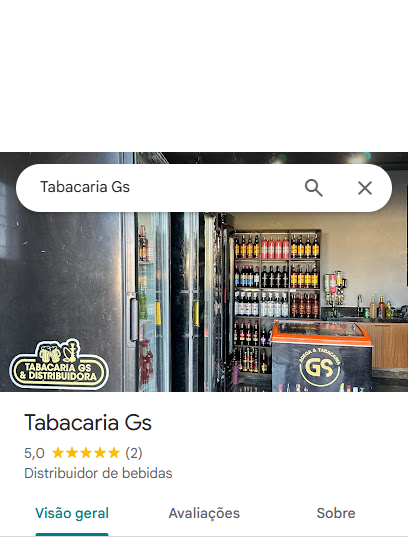 Tabacaria Gs
TABACARIA GS
& DISTRIBUIDORA
ADEGA & TABACARIA
GS
Tabacaria Gs
5,0 ★★★★★ (2)
Distribuidor de bebidas
Visão geral Avaliações Sobre